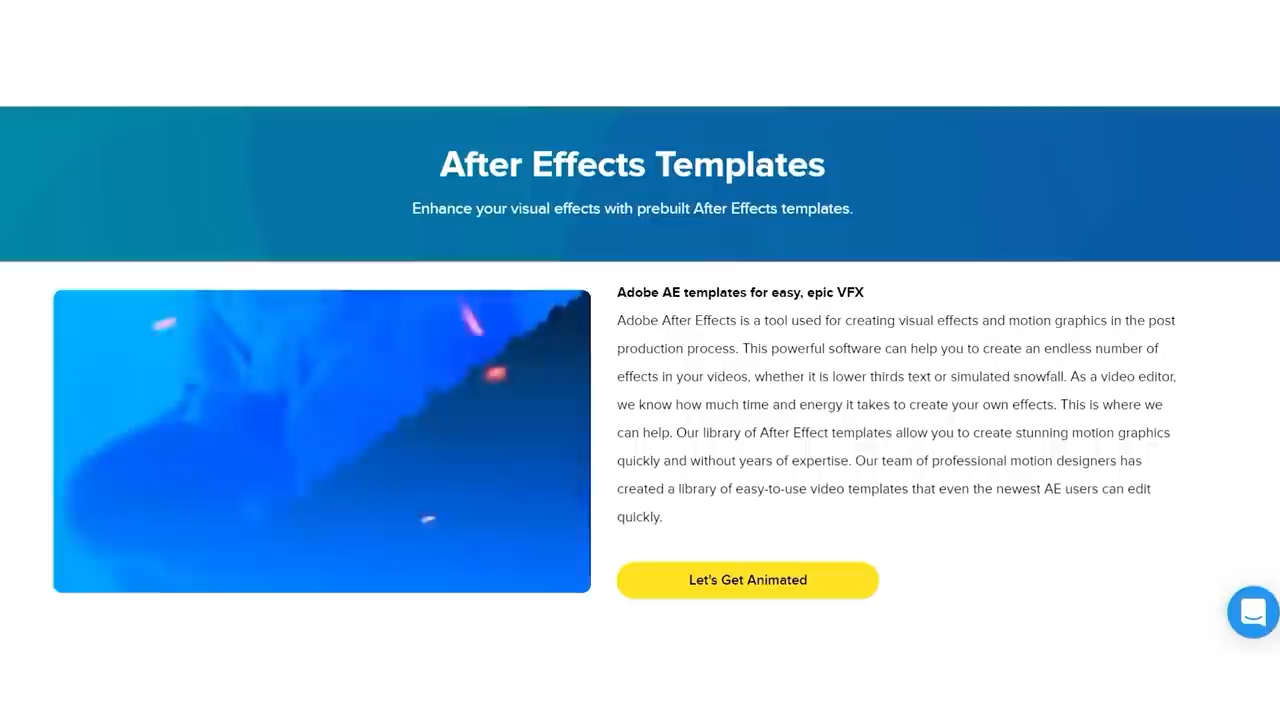 After Effects Templates
Enhance your visual effects with prebuilt After Effects templates.
Adobe AE templates for easy, epic VFX
Adobe After Effects is a tool used for creating visual effects and motion graphics in the post
production process. This powerful software can help you to create an endless number of
effects in your videos, whether it is lower thirds text or simulated snowfall. As a video editor,
we know how much time and energy it takes to create your own effects. This is where we
can help. Our library of After Effect templates allow you to create stunning motion graphics
quickly and without years of expertise. Our team of professional motion designers has
created a library of easy-to-use video templates that even the newest AE users can edit
quickly.
Let's Get Animated